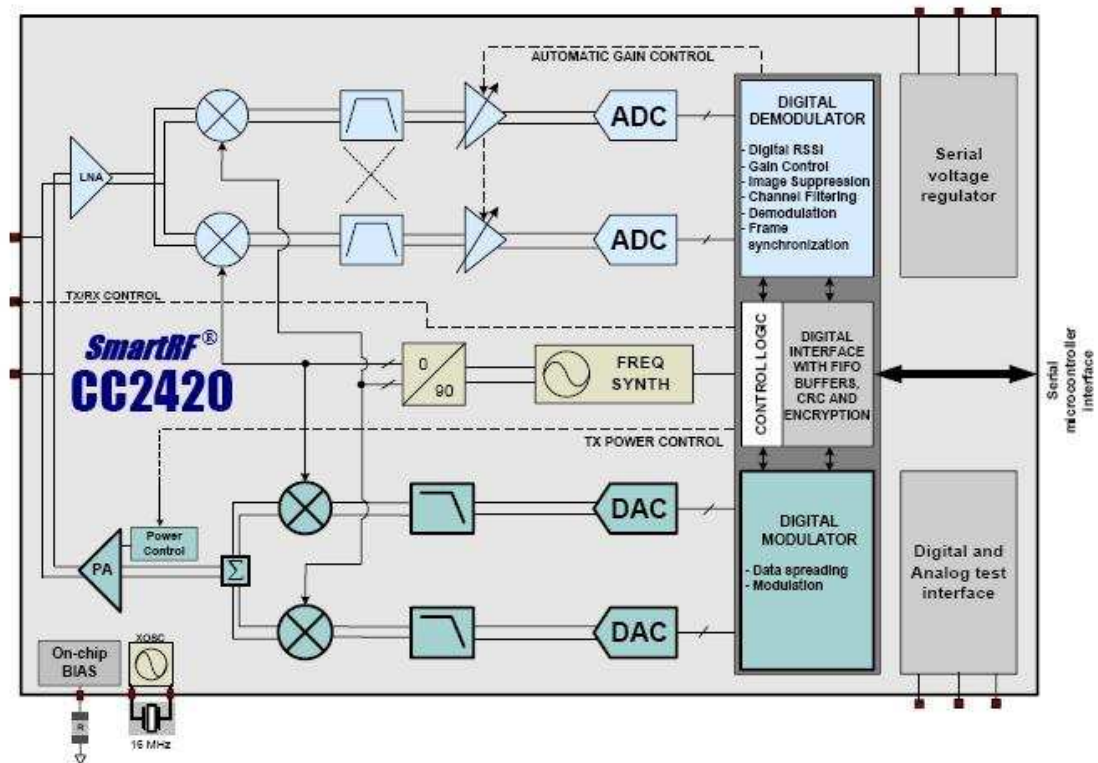 AUTOMATIC GAIN CONTROL
LNA
ADC
ADC
DIGITAL
DEMODULATOR
- Digital RSSI
- Gain Control
- Image Suppression
- Channel Filtering
- Demodulation
- Frame
synchronization
Serial
voltage
regulator
TX/RX CONTROL
SmartRF®
CC2420
0
90
FREQ
SYNTH
CONTROL LOGIC
DIGITAL
INTERFACE
WITH FIFO
BUFFERS,
CRC AND
ENCRYPTION
Serial
microcontroller
interface
TX POWER CONTROL
Power
Control
PA
Σ
DAC
DAC
DIGITAL
MODULATOR
- Data spreading
- Modulation
Digital and
Analog test
interface
On-chip
BIAS
XOSC
R
16 MHz